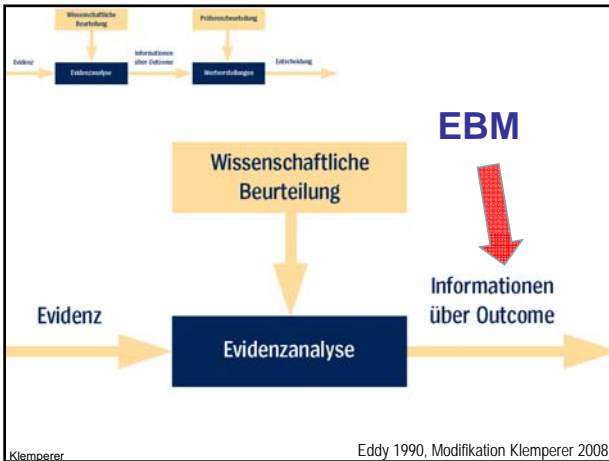 Wissenschaftliche
Beurteilung
Präferenzbeurteilung
Evidenz
Informationen
über Outcome
Entscheidung
Evidenzanalyse
Wertvorstellungen
EBM
Wissenschaftliche
Beurteilung
Informationen
über Outcome
Evidenz
Evidenzanalyse
Klemperer
Eddy 1990, Modifikation Klemperer 2008